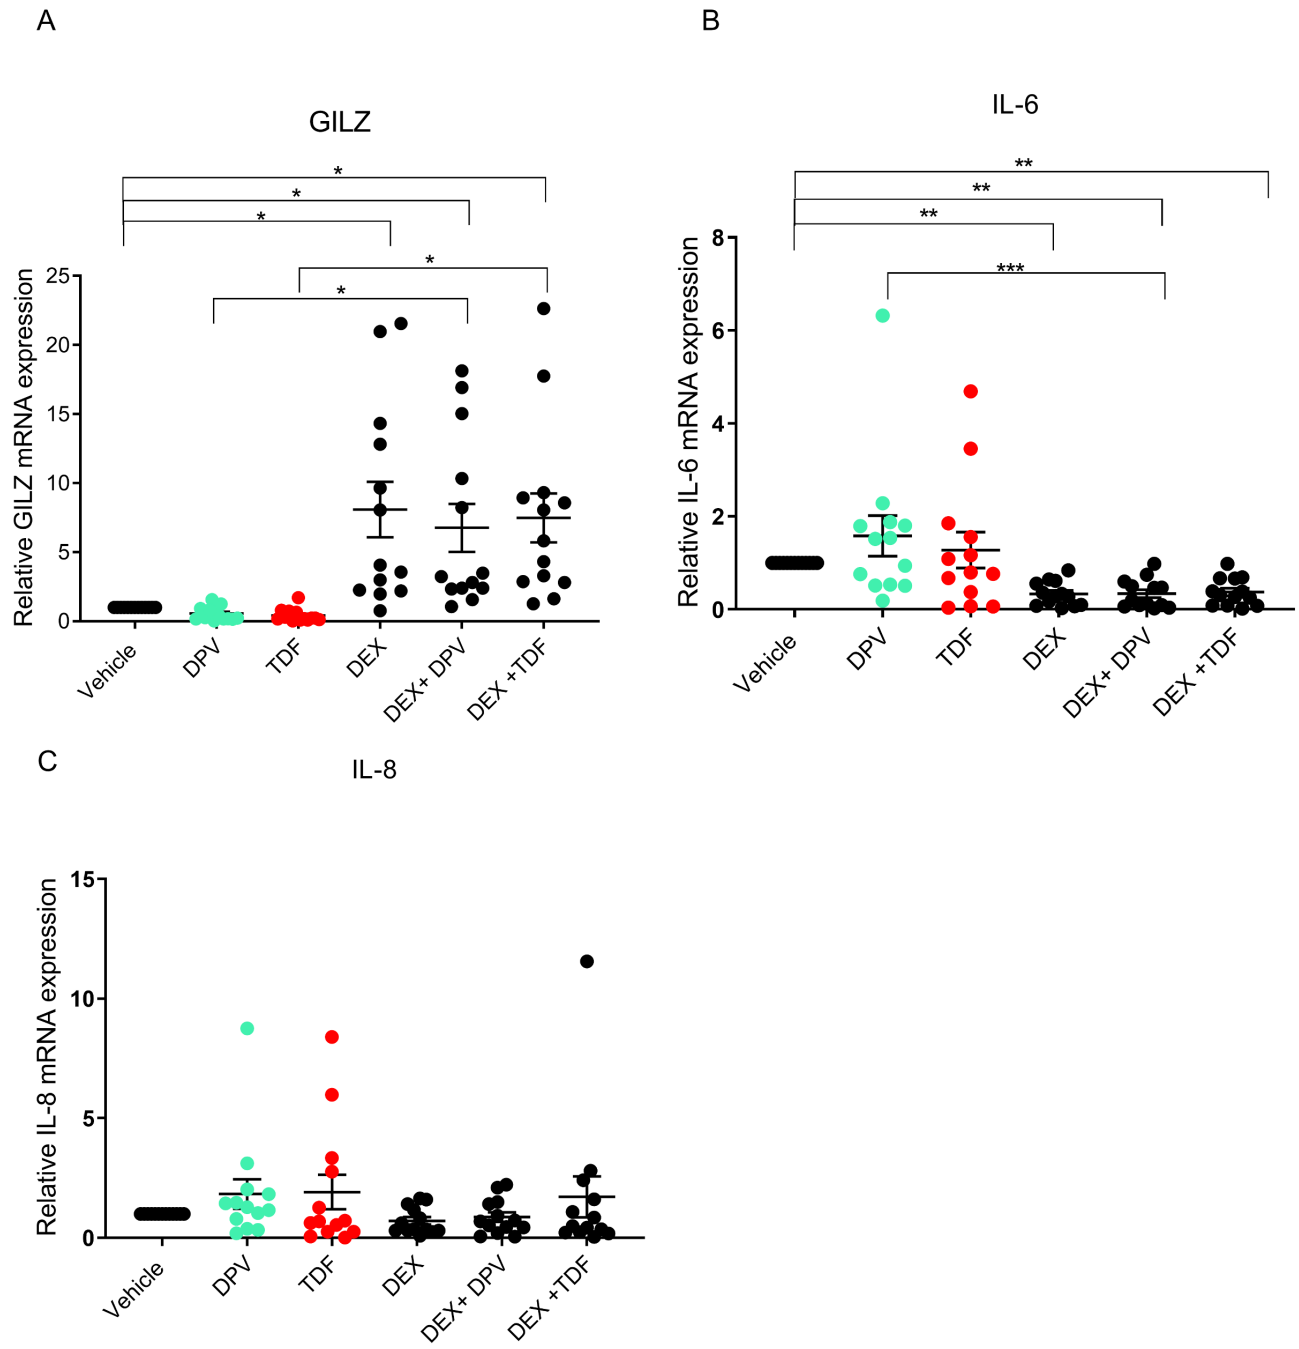 A
GILZ
*
*
*
*
*
Relative GILZ mRNA expression
25
20
15
10
5
0
Vehicle
DPV
TDF
DEX
DEX+ DPV
DEX +TDF
B
IL-6
**
**
**
***
Relative IL-6 mRNA expression
8
6
4
2
0
Vehicle
DPV
TDF
DEX
DEX+ DPV
DEX +TDF
C
IL-8
Relative IL-8 mRNA expression
15
10
5
0
Vehicle
DPV
TDF
DEX
DEX+ DPV
DEX +TDF